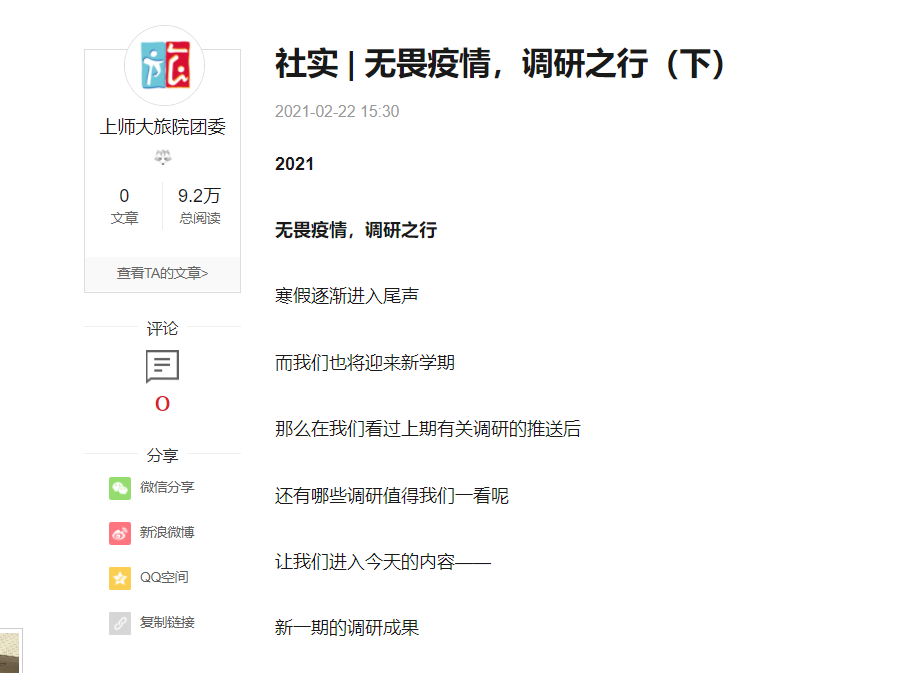 社实 | 无畏疫情，调研之行（下）
2021-02-22 15:30
2021
无畏疫情，调研之行
寒假逐渐进入尾声
而我们也将迎来新学期
那么在我们看过上期有关调研的推送后
还有哪些调研值得我们一看呢
让我们进入今天的内容——
新一期的调研成果
上师大旅院团委
0 9.2万
文章 总阅读
查看TA的文章>
评论
0
分享
微信分享
新浪微博
QQ空间
复制链接